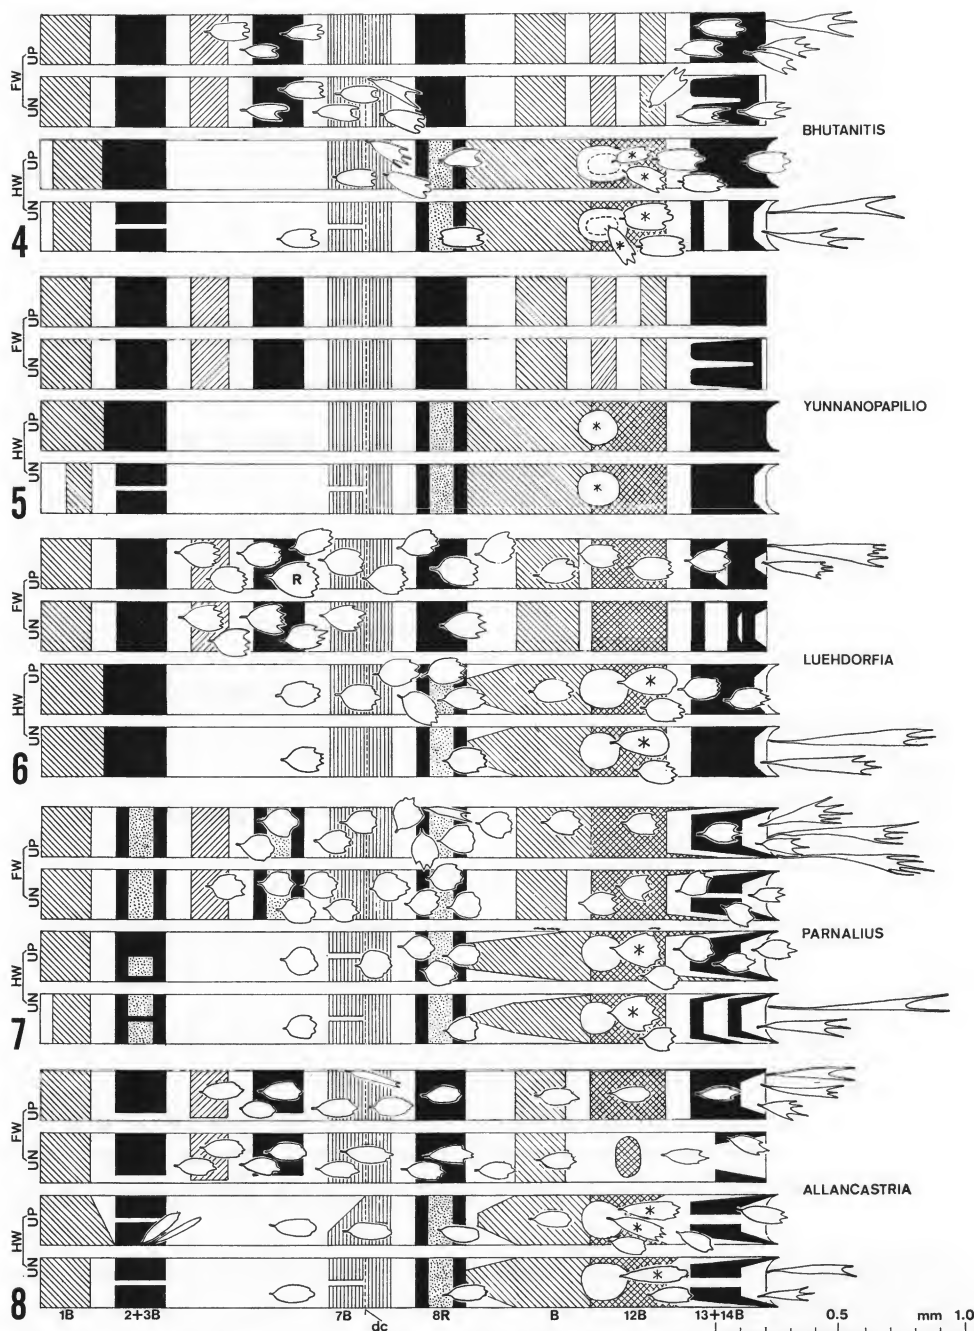 UP
FW
UN
BHUTANITIS
UP
HW
UN
*
*
*
*
4
UP
FW
UN
YUNNANOPAPILIO
UP
HW
UN
*
*
5
UP
FW
UN
R
LUEHDORFIA
UP
HW
UN
*
*
6
UP
FW
UN
PARNALIUS
UP
HW
UN
*
*
7
UP
FW
UN
ALLANCASTRIA
UP
HW
UN
*
*
*
8
1B 2+3B 7B 8R B 12B 13+14B 0.5 mm 1.0
dc